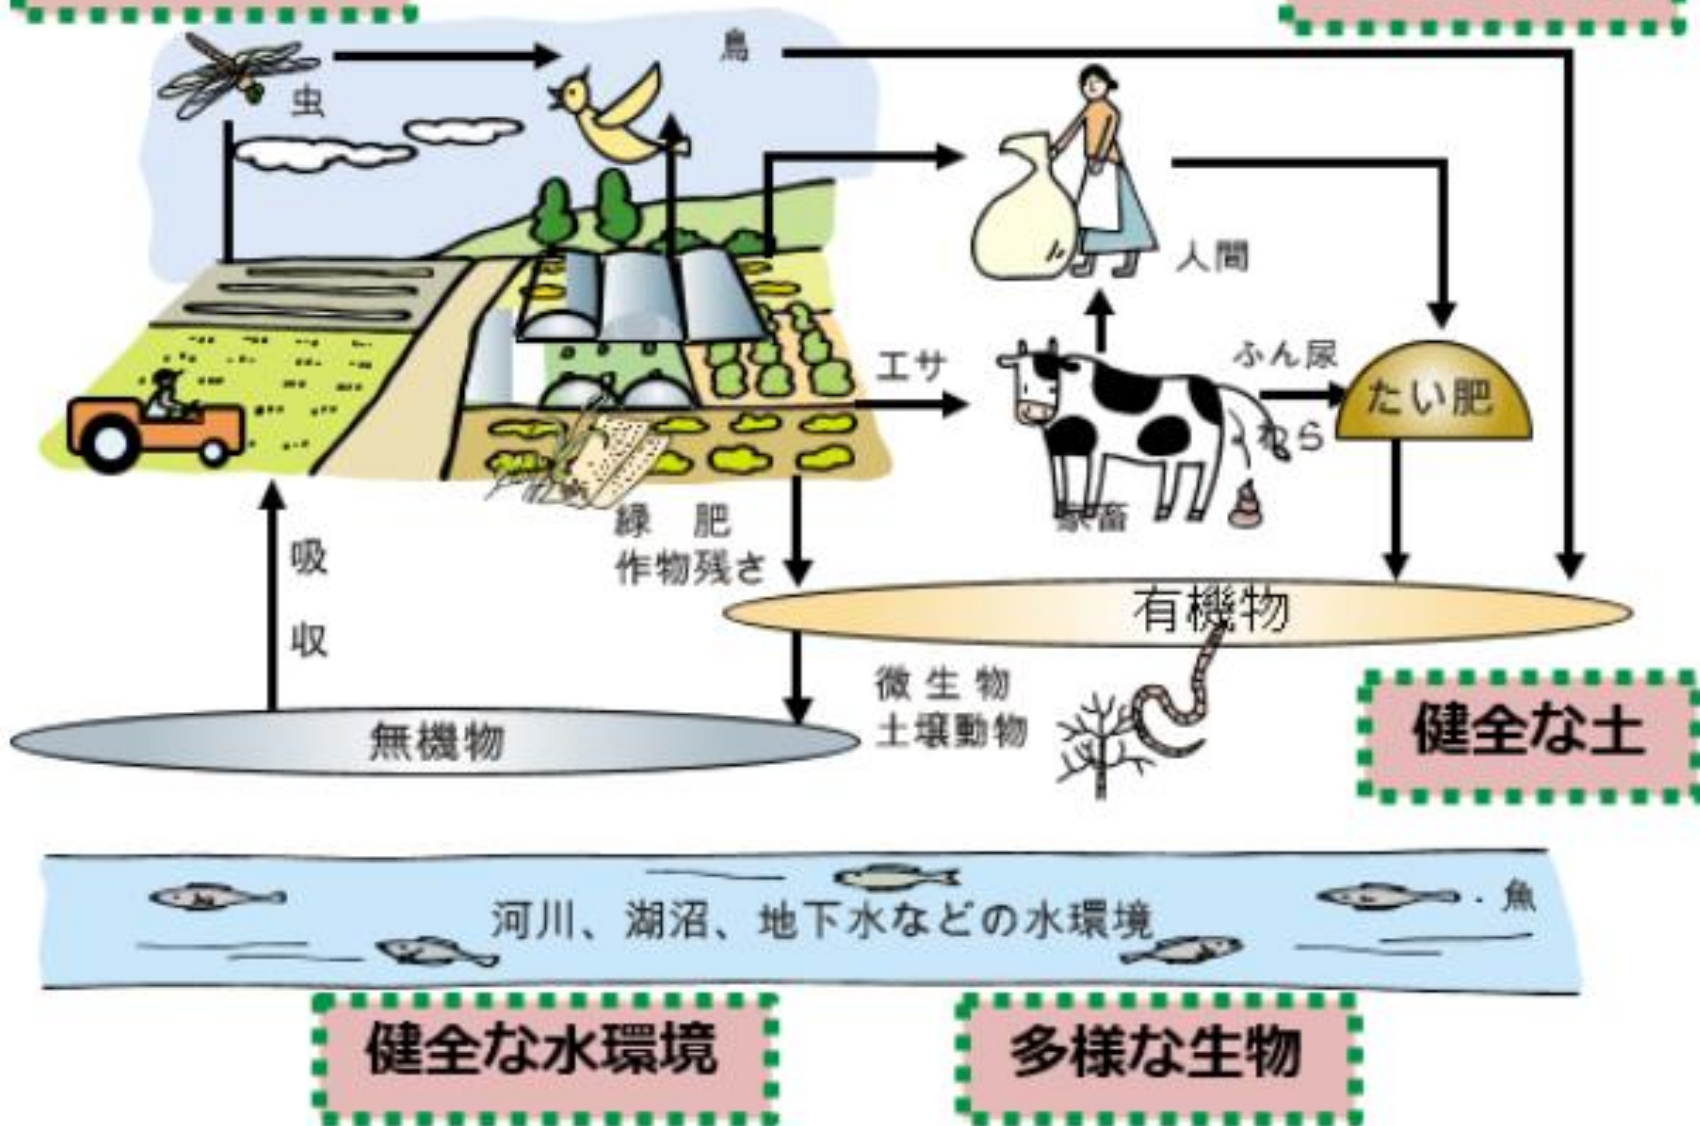 鳥
虫
人間
エサ
ふん尿
たい肥
わら
家畜
緑 肥
作物残さ
吸
収
有機物
微 生 物
土壌動物
無機物
健全な土
河川、湖沼、地下水などの水環境
魚
健全な水環境
多様な生物